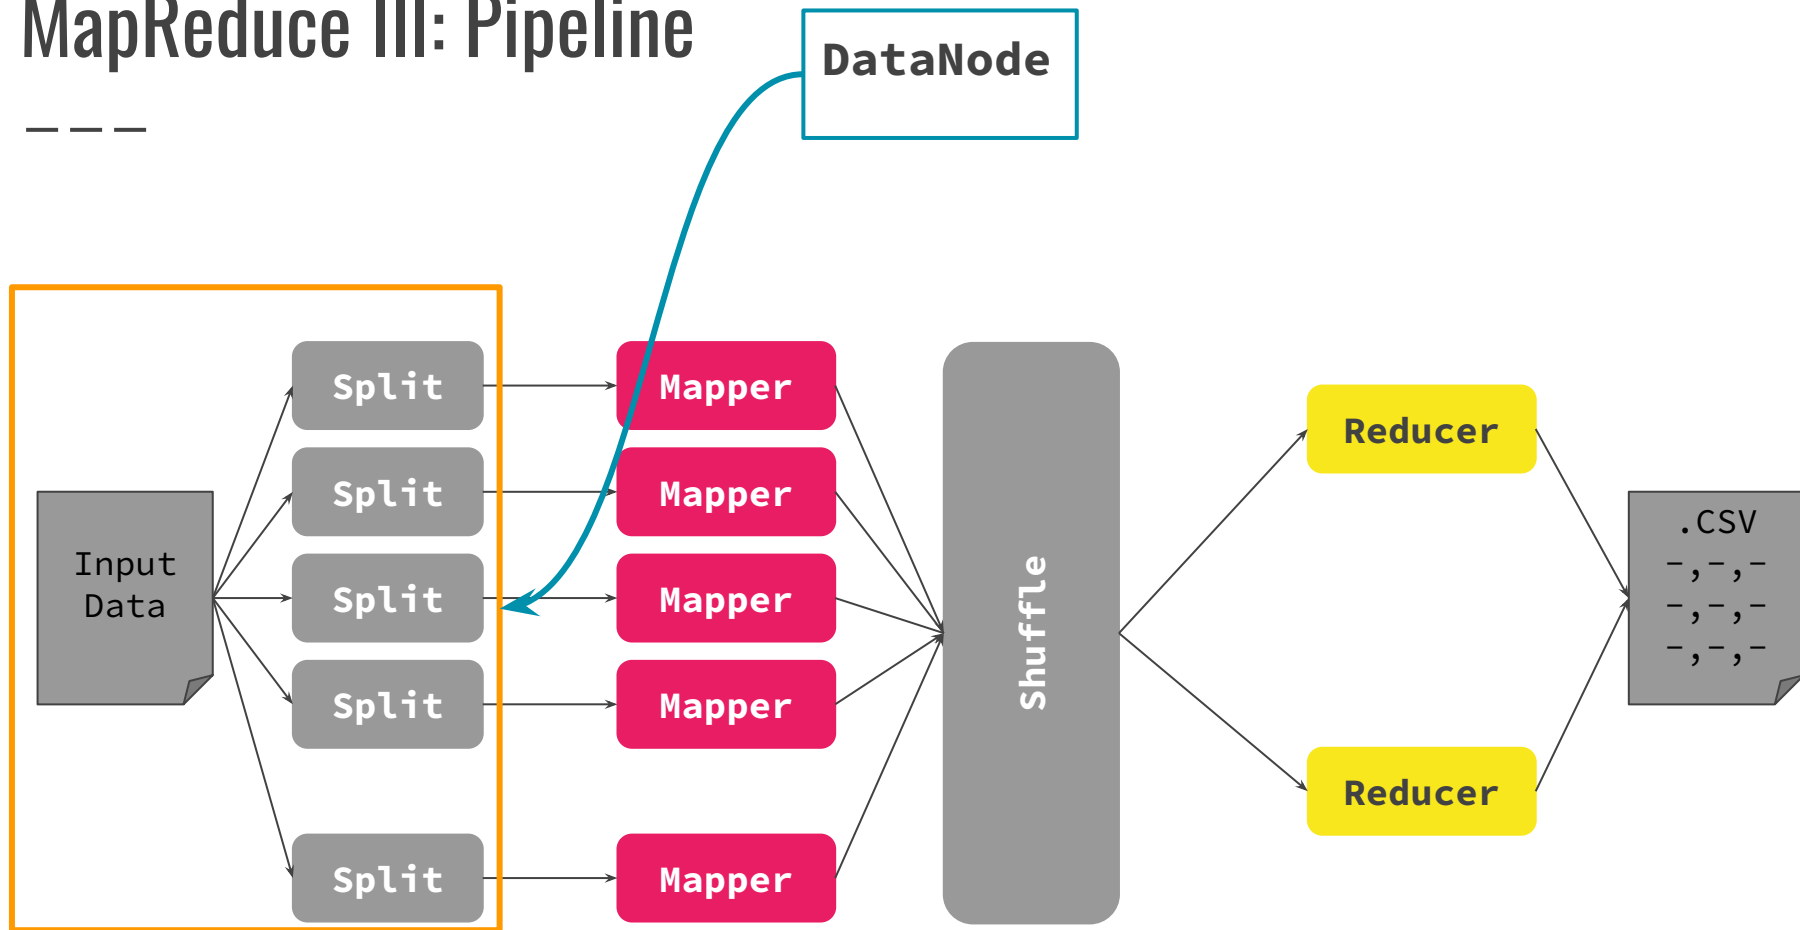 MapReduce III: Pipeline
DataNode
Input
Data
Split
Split
Split
Split
Split
Mapper
Mapper
Mapper
Mapper
Mapper
Shuffle
Reducer
Reducer
.CSV
-,-,-
-,-,-
-,-,-